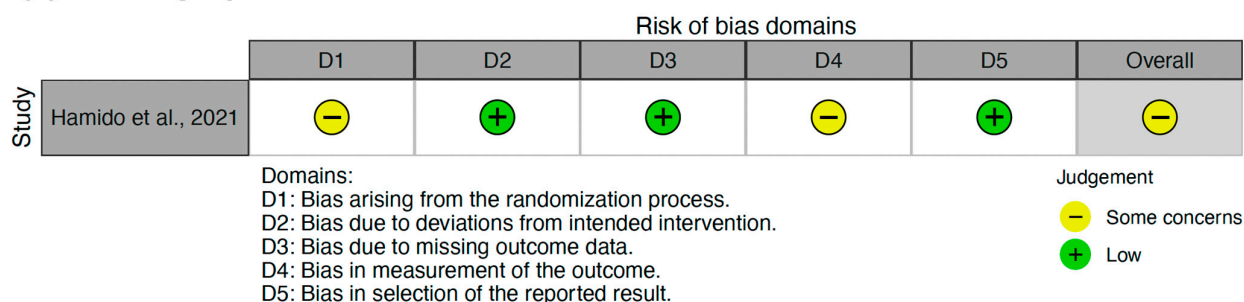 Risk of bias domains
D1 D2 D3 D4 D5 Overall
Study
Hamido et al., 2021 − + + − + −
Domains:
D1: Bias arising from the randomization process.
D2: Bias due to deviations from intended intervention.
D3: Bias due to missing outcome data.
D4: Bias in measurement of the outcome.
D5: Bias in selection of the reported result.
Judgement
− Some concerns
+ Low